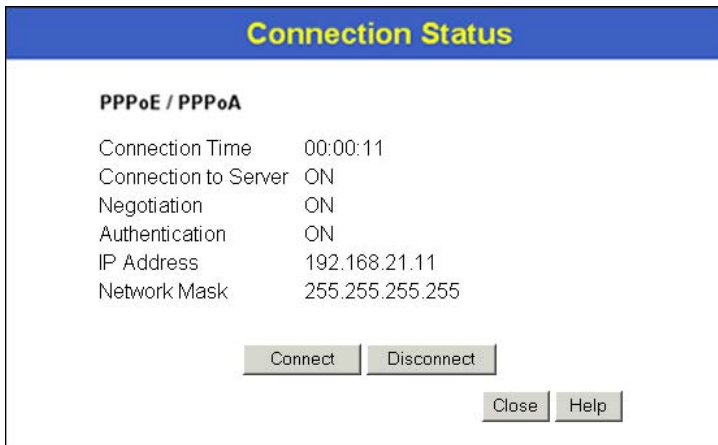 Connection Status
PPPoE / PPPoA
Connection Time 00:00:11
Connection to Server ON
Negotiation ON
Authentication ON
IP Address 192.168.21.11
Network Mask 255.255.255.255
Connect Disconnect
Close Help